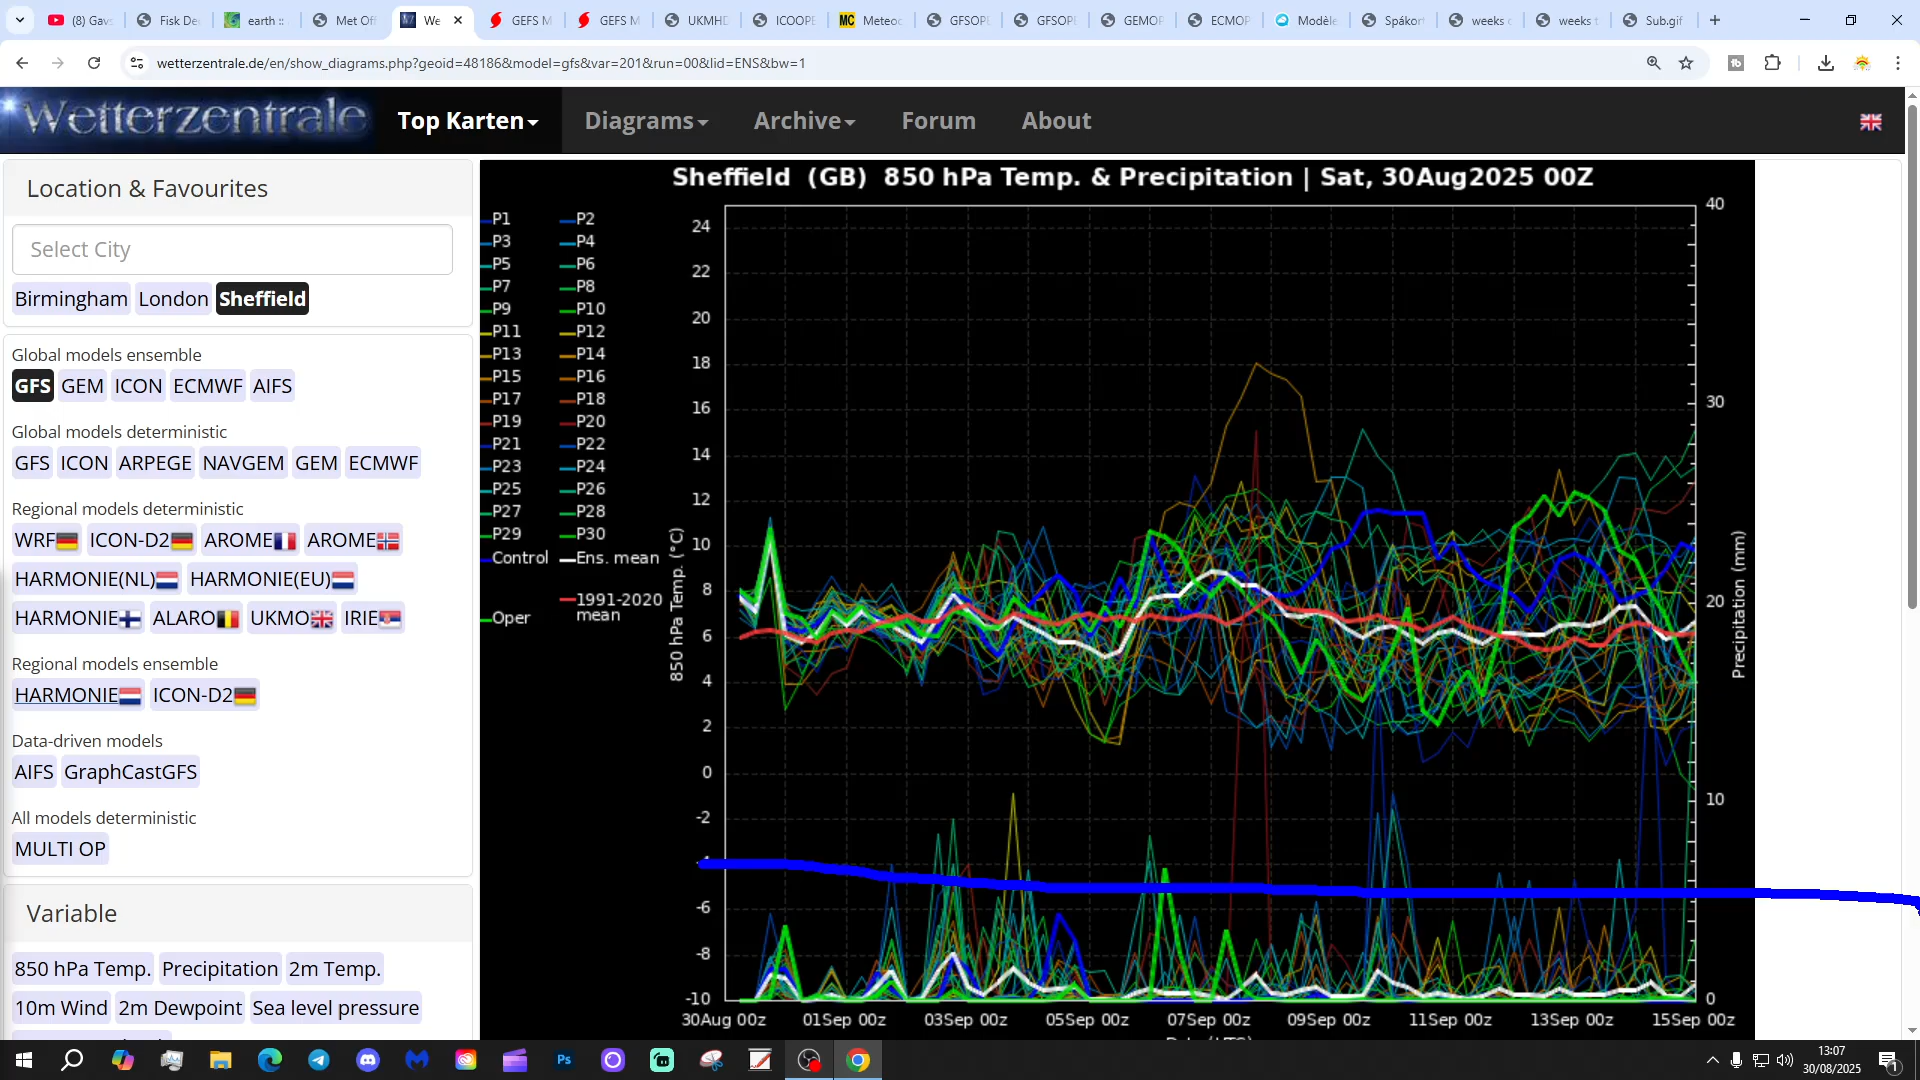 (8) Gavs
Fisk De
earth ::
Met Off
We
GEFS M
GEFS M
UKMHD
ICOOPE
MC Meteoc
GFSOPE
GFSOPE
GEMOP
ECMOP
Modèle
Spákort
weeks
weeks t
Sub.gif
wetterzentrale.de/en/show_diagrams.php?geoid=48186&model=gfs&var=201&run=00&lid=ENS&bw=1
Wetterzentrale Top Karten Diagrams Archive Forum About
Location & Favourites
Select City
Birmingham London Sheffield
Global models ensemble
GFS GEM ICON ECMWF AIFS
Global models deterministic
GFS ICON ARPEGE NAVGEM GEM ECMWF
Regional models deterministic
WRF ICON-D2 AROME AROME
HARMONIE(NL) HARMONIE(EU)
HARMONIE ALARO UKMO IRIE
Regional models ensemble
HARMONIE ICON-D2
Data-driven models
AIFS GraphCastGFS
All models deterministic
MULTI OP
Variable
850 hPa Temp. Precipitation 2m Temp.
10m Wind 2m Dewpoint Sea level pressure
Sheffield (GB) 850 hPa Temp. & Precipitation | Sat, 30Aug2025 00Z
P1 P2
P3 P4
P5 P6
P7 P8
P9 P10
P11 P12
P13 P14
P15 P16
P17 P18
P19 P20
P21 P22
P23 P24
P25 P26
P27 P28
P29 P30
Control Ens. mean
Oper 1991-2020
mean
850 hPa Temp. (°C)
24
22
20
18
16
14
12
10
8
6
4
2
0
-2
-6
-8
-10
40
30
20
10
0
Precipitation (mm)
30Aug 00z 01Sep 00z 03Sep 00z 05Sep 00z 07Sep 00z 09Sep 00z 11Sep 00z 13Sep 00z 15Sep 00z
Ps
13:07
30/08/2025
1